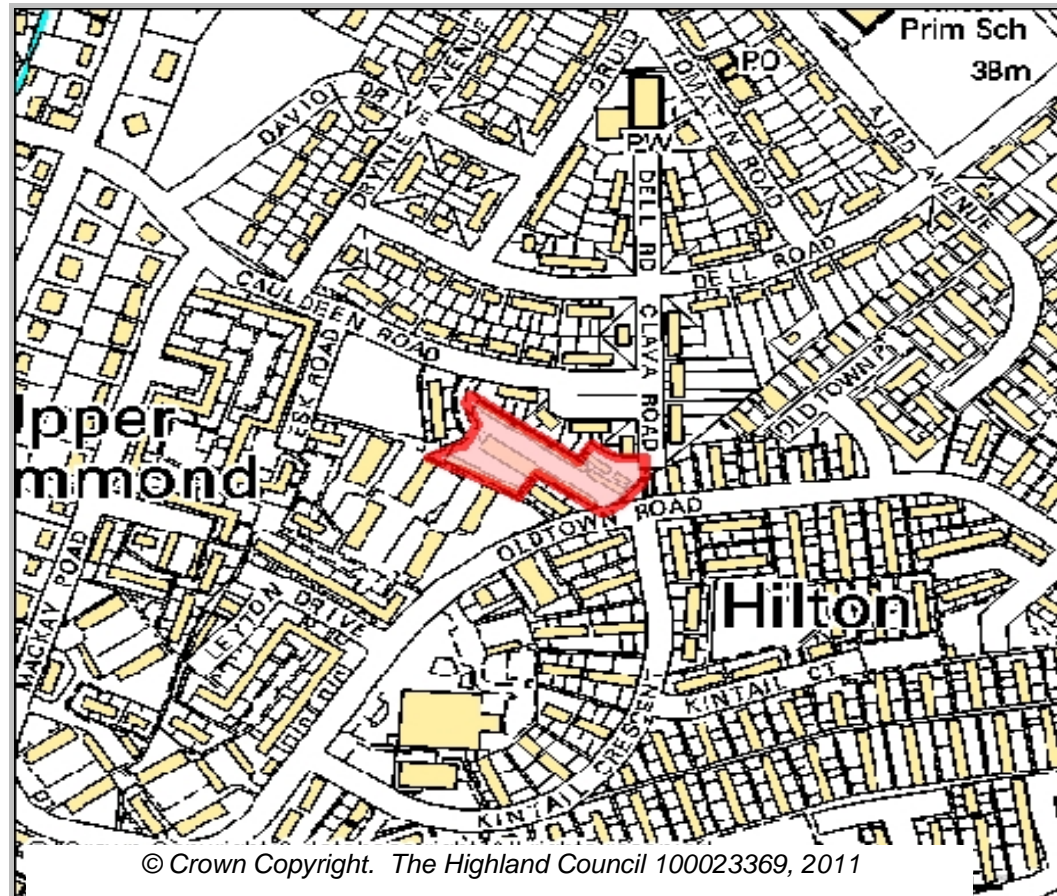 Prim Sch
38m
PO
DRUID
TOMATIN ROAD
AIRD AVENUE
DAVIOT DRIVE
DRYNIE AVENUE
PW
DELL RD
DELL ROAD
CAULDEEN ROAD
CLAVA ROAD
OLDTOWN PL
ESK ROAD
Upper
mmond
OLDTOWN ROAD
Hilton
MACKAY ROAD
LEYTON DRIVE
KINTAIL CT
KINTAIL CRESCENT
© Crown Copyright. The Highland Council 100023369, 2011